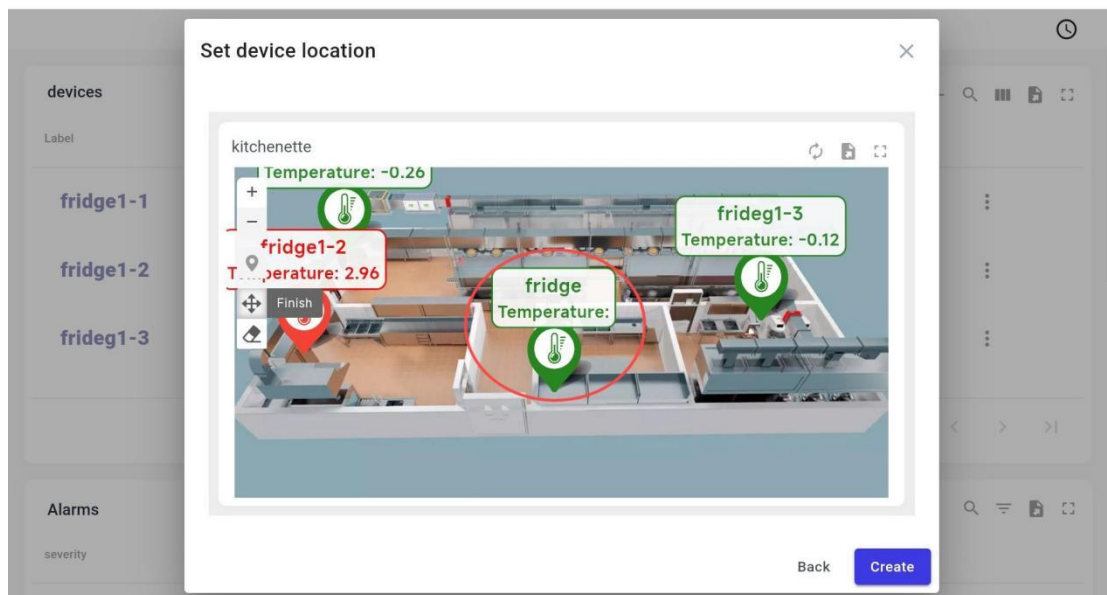 Set device location
devices
Label
fridge1-1
fridge1-2
frideg1-3
kitchenette
Temperature: -0.26
+
−
fridge1-2
Temperature: 2.96
Finish
fridge
Temperature:
frideg1-3
Temperature: -0.12
Alarms
severity
Back
Create